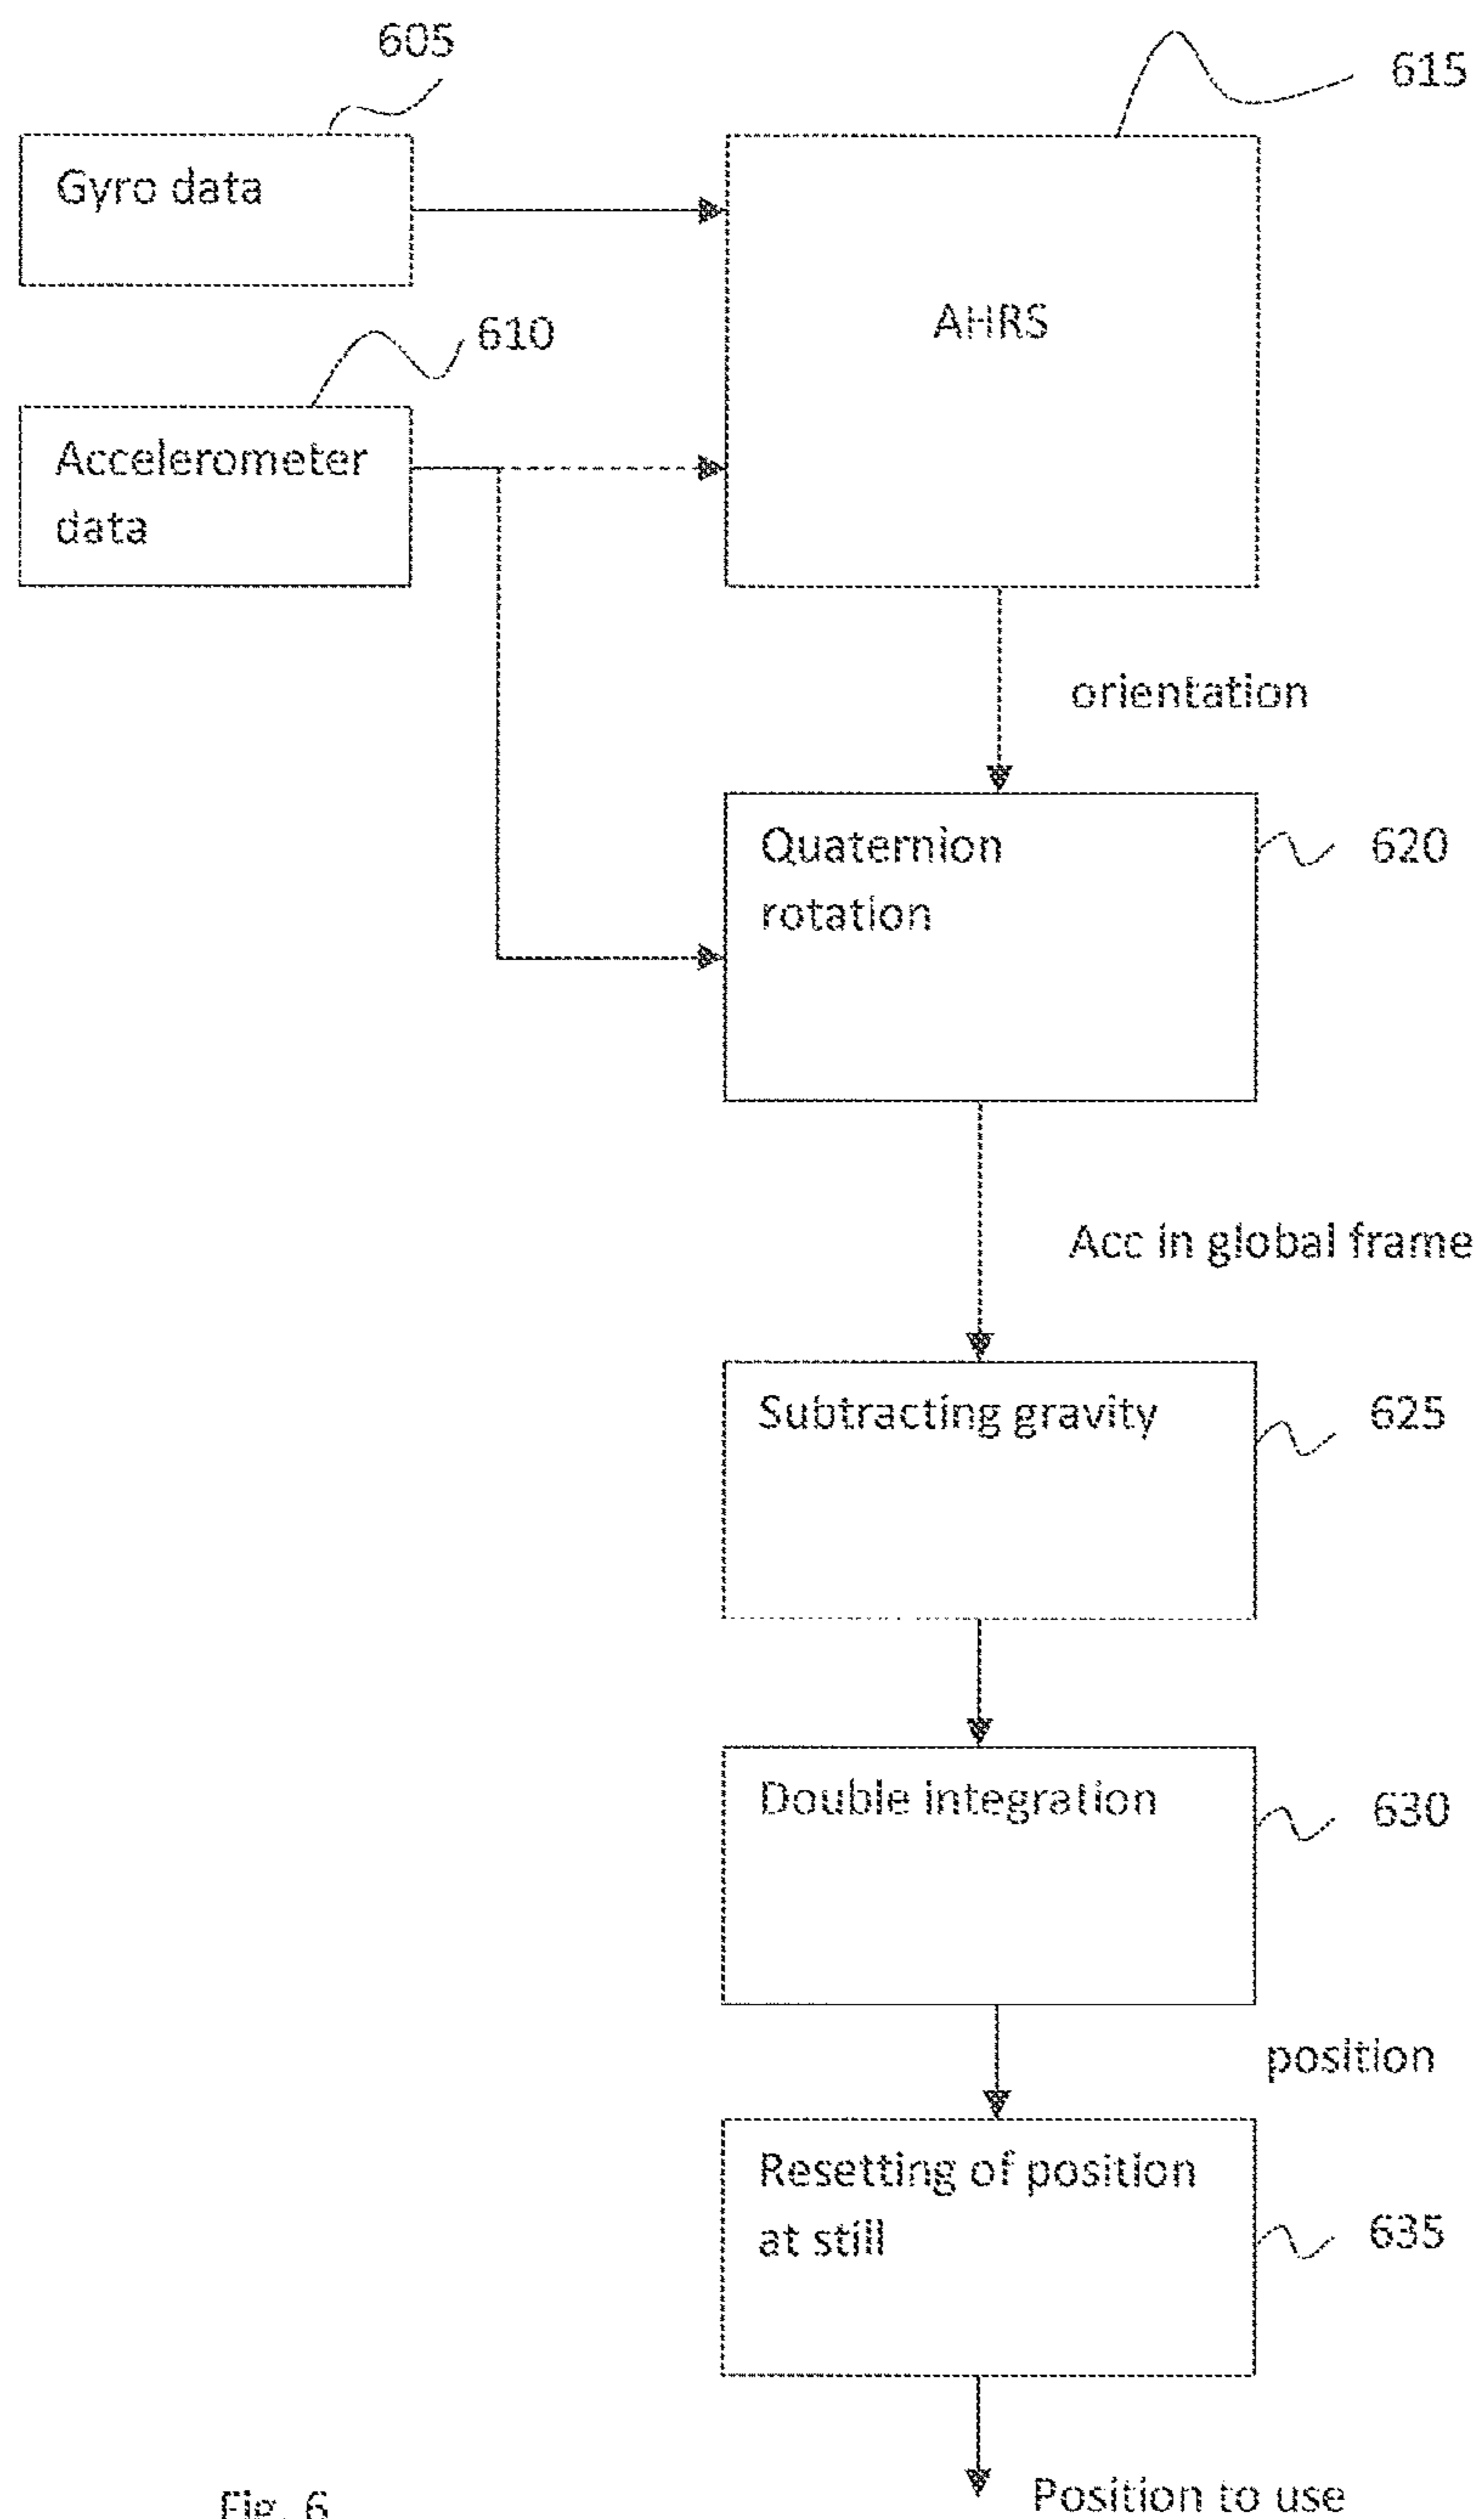 605
615
Gyro data
AHRS
610
Accelerometer
data
orientation
Quaternion
rotation
620
Acc in global frame
Subtracting gravity
625
Double integration
630
position
Resetting of position
at still
635
Position to use
Fig. 6